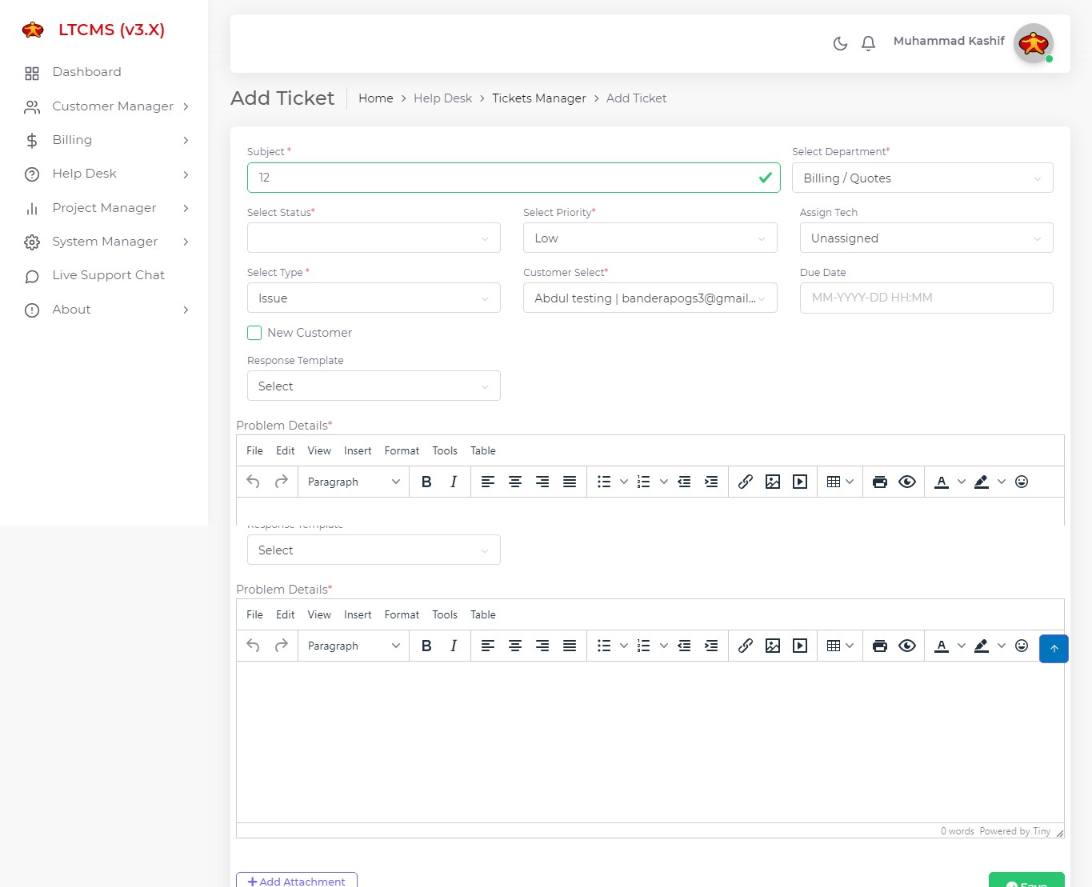 LTCMS (v3.X)
Muhammad Kashif
Dashboard
Customer Manager
Billing
Help Desk
Project Manager
System Manager
Live Support Chat
About
Add Ticket
Home > Help Desk > Tickets Manager > Add Ticket
Subject *
Select Department*
12
Billing / Quotes
Select Status*
Select Priority*
Assign Tech
Low
Unassigned
Select Type *
Customer Select*
Due Date
Issue
Abdul testing | banderapogs3@gmail...
MM-YYYY-DD HH:MM
New Customer
Response Template
Select
Problem Details*
File Edit View Insert Format Tools Table
Paragraph B I A
Response Template
Select
Problem Details*
File Edit View Insert Format Tools Table
Paragraph B I A
0 words Powered by Tiny
+ Add Attachment
Save